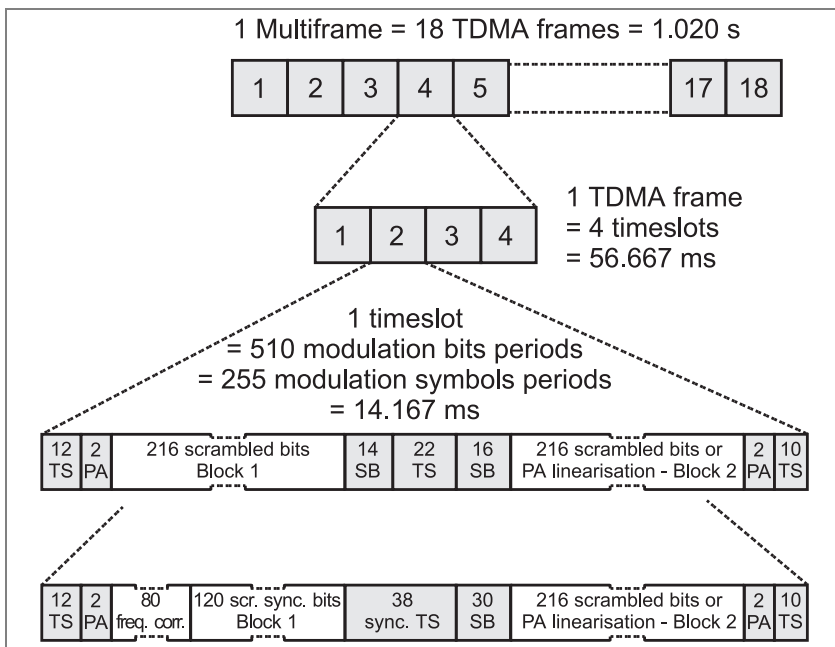 1 Multiframe = 18 TDMA frames = 1.020 s
1 2 3 4 5 17 18
1 TDMA frame
= 4 timeslots
= 56.667 ms
1 2 3 4
1 timeslot
= 510 modulation bits periods
= 255 modulation symbols periods
= 14.167 ms
12 2 216 scrambled bits 14 22 16 216 scrambled bits or 2 10
TS PA Block 1 SB TS SB PA linearisation - Block 2 PA TS
12 2 80 120 scr. sync. bits 38 30 216 scrambled bits or 2 10
TS PA freq. corr. Block 1 sync. TS SB PA linearisation - Block 2 PA TS